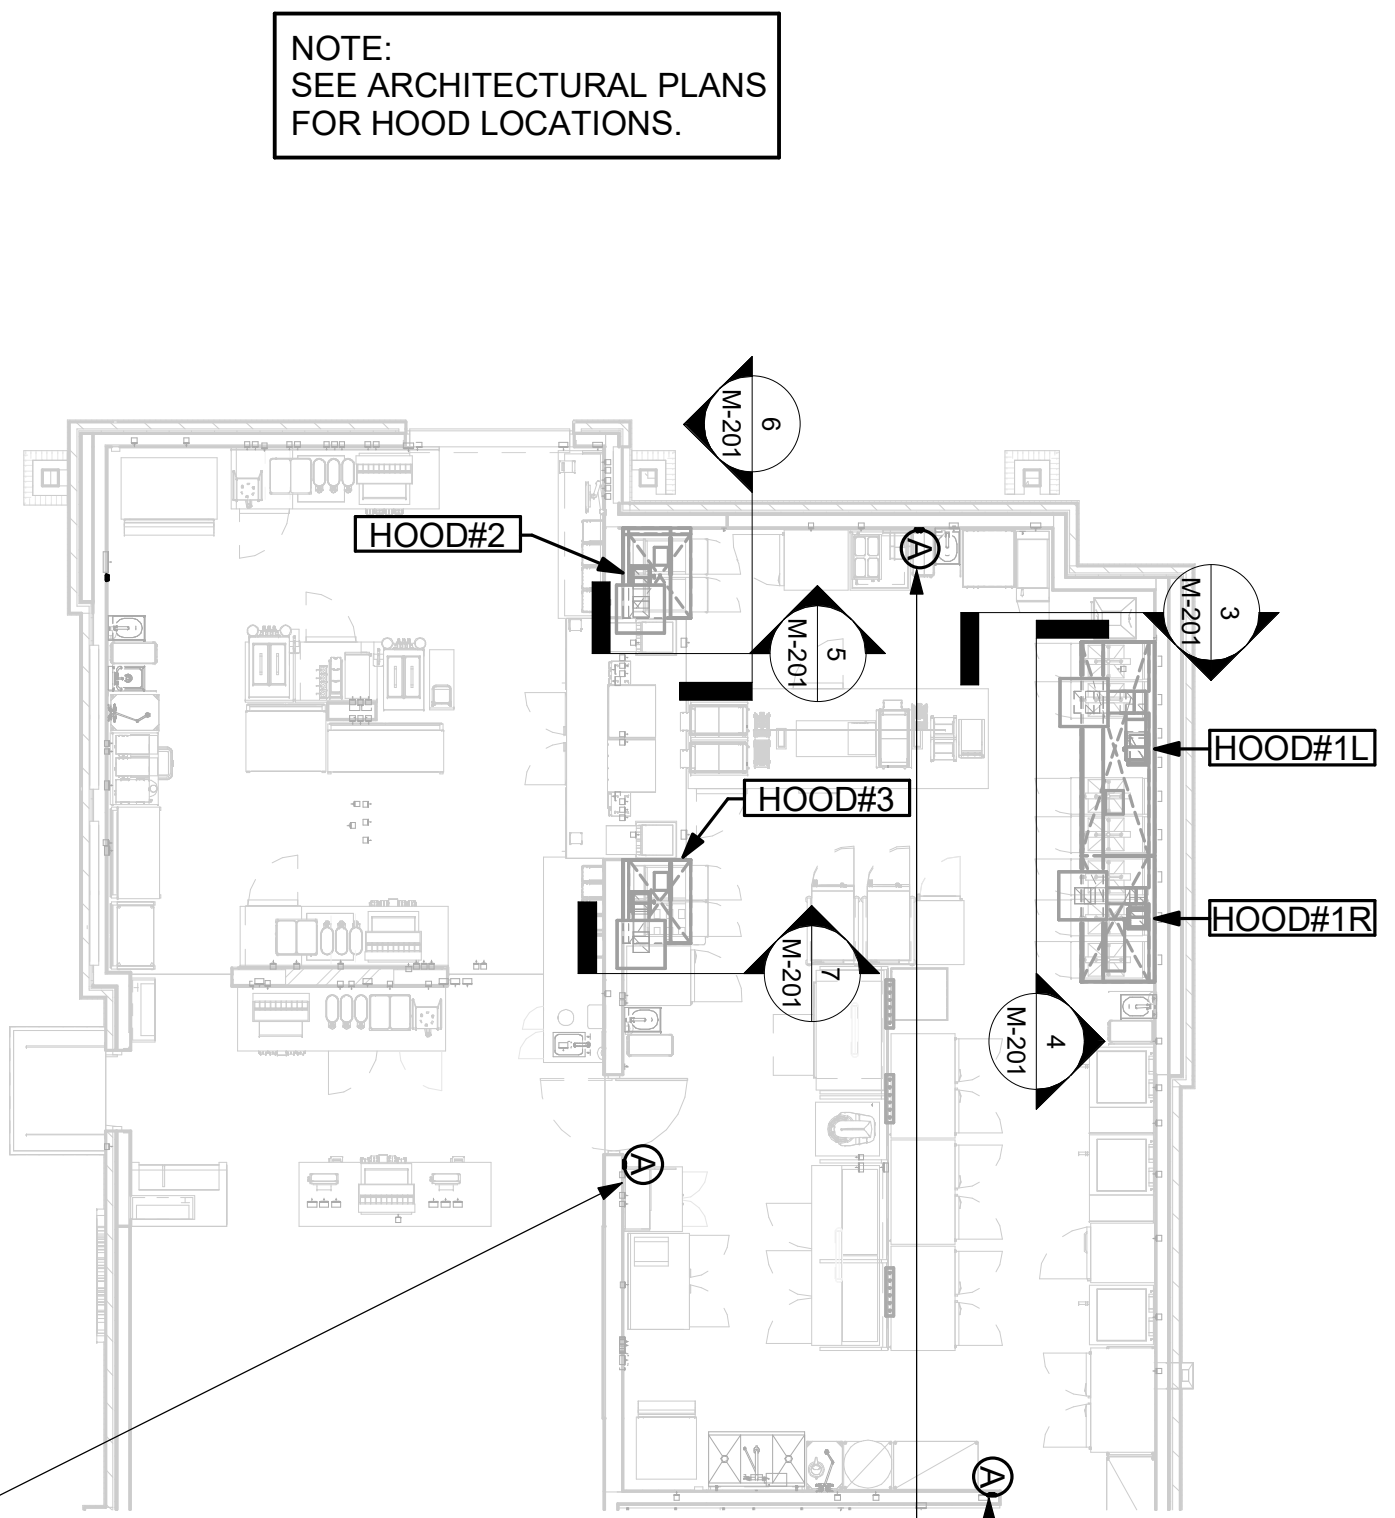 NOTE:
SEE ARCHITECTURAL PLANS
FOR HOOD LOCATIONS.
6
M-201
HOOD#2
A
3
M-201
5
M-201
HOOD#1L
HOOD#3
HOOD#1R
7
M-201
4
M-201
A
A